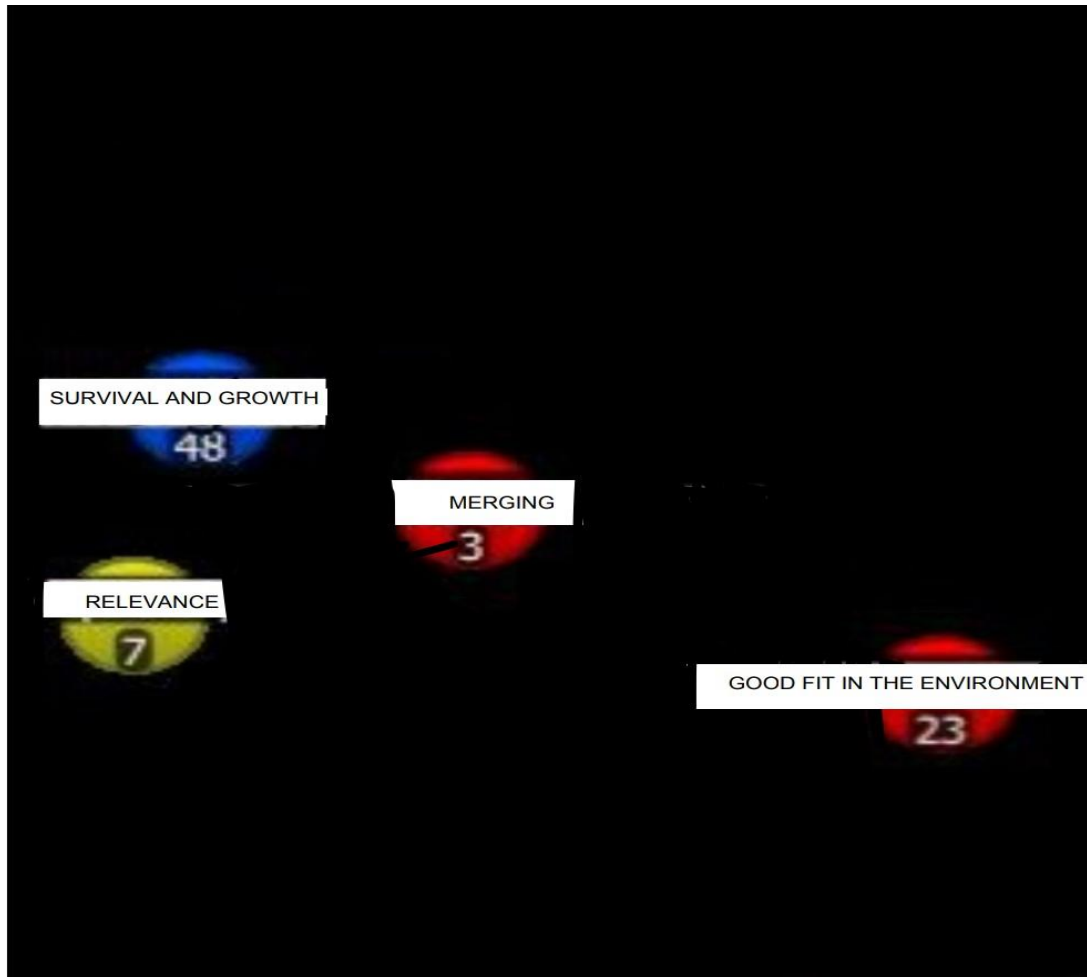 SURVIVAL AND GROWTH
48
MERGING
3
RELEVANCE
7
GOOD FIT IN THE ENVIRONMENT
23